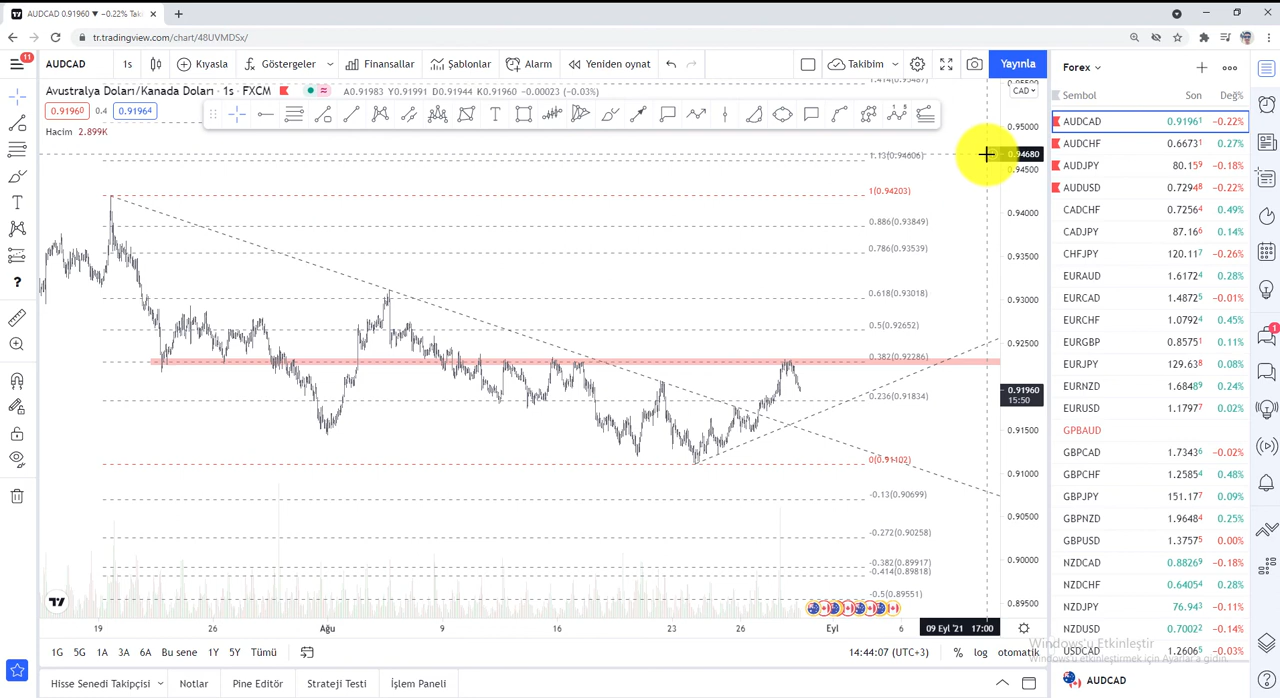 AUDCAD 0.91960 ▼ −0.22% Takı
tr.tradingview.com/chart/48UVMDSx/
11
AUDCAD 1s Kıyasla Göstergeler Finansallar Şablonlar Alarm Yeniden oynat Takibim Yayınla
Forex
Avustralya Doları/Kanada Doları · 1s · FXCM A0.91983 Y0.91991 D0.91944 K0.91960 −0.00023 (−0.03%)
0.91960 0.4 0.91964
Hacim 2.899K
CAD
1.414(0.95486)
0.95000
1.13(0.94606)
0.94680
0.94500
1(0.94203)
0.94000
0.886(0.93849)
0.93500
0.786(0.93539)
0.618(0.93018)
0.93000
0.5(0.92652)
0.92500
0.382(0.92286)
0.91960
15:50
0.236(0.91834)
0.91500
0(0.91102)
0.91000
-0.13(0.90699)
0.90500
-0.272(0.90258)
0.90000
-0.382(0.89917)
-0.414(0.89818)
-0.5(0.89551)
0.89500
19 26 Ağu 9 16 23 26 Eyl 6 09 Eyl '21 17:00
1G 5G 1A 3A 6A Bu sene 1Y 5Y Tümü
14:44:07 (UTC+3) % log otomatik
Hisse Senedi Takipçisi Notlar Pine Editör Strateji Testi İşlem Paneli
Sembol Son Değ%
AUDCAD 0.91961 −0.22%
AUDCHF 0.66731 0.27%
AUDJPY 80.159 −0.18%
AUDUSD 0.72948 −0.22%
CADCHF 0.72564 0.49%
CADJPY 87.166 0.14%
CHFJPY 120.117 −0.26%
EURAUD 1.61724 0.28%
EURCAD 1.48725 −0.01%
EURCHF 1.07924 0.45%
EURGBP 0.85751 0.11%
EURJPY 129.638 0.08%
EURNZD 1.68489 0.24%
EURUSD 1.17977 0.02%
GPBAUD
GBPCAD 1.73436 −0.02%
GBPCHF 1.25854 0.48%
GBPJPY 151.177 0.09%
GBPNZD 1.96484 0.25%
GBPUSD 1.37575 0.00%
NZDCAD 0.88269 −0.18%
NZDCHF 0.64054 0.28%
NZDJPY 76.943 −0.11%
NZDUSD 0.70022 −0.14%
USDCAD 1.26065 −0.03%
Windows'u Etkinleştir
Windows'u etkinleştirmek için Ayarlar'a gidin.
AUDCAD
1